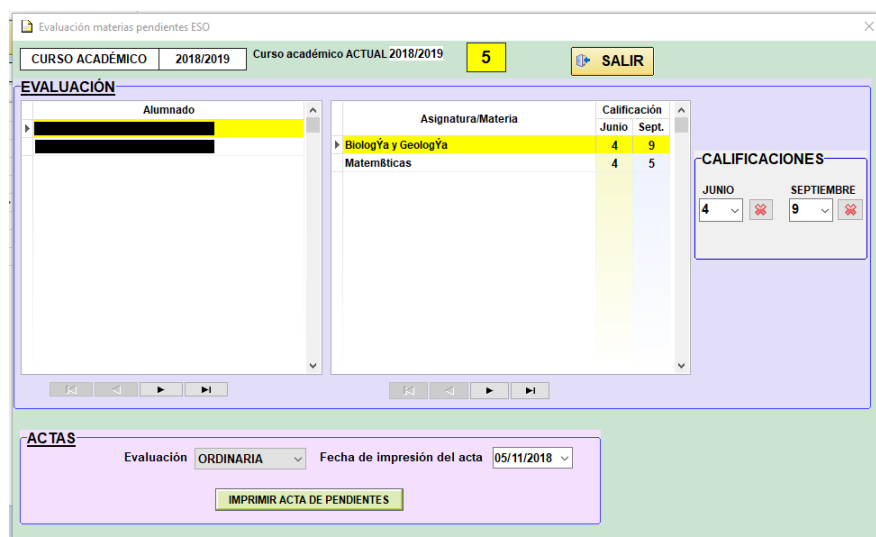 Evaluación materias pendientes ESO
CURSO ACADÉMICO 2018/2019 Curso académico ACTUAL 2018/2019 5 SALIR
EVALUACIÓN
Alumnado
Asignatura/Materia Calificación
Junio Sept.
BiologÝa y GeologÝa 4 9
Matemßticas 4 5
CALIFICACIONES
JUNIO SEPTIEMBRE
4 9
ACTAS
Evaluación ORDINARIA Fecha de impresión del acta 05/11/2018
IMPRIMIR ACTA DE PENDIENTES